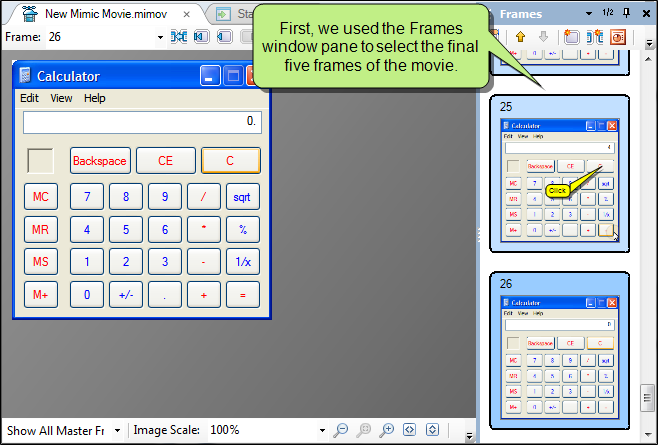 New Mimic Movie.mimov
Sta
Frames
1/2
Frame: 26
First, we used the Frames
window pane to select the final
five frames of the movie.
Calculator
Edit View Help
0.
Backspace CE C
MC 7 8 9 / sqrt
MR 4 5 6 * %
MS 1 2 3 - 1/x
M+ 0 +/- . + =
25
Calculator
Edit View Help
4
Backspace CE C
MC 7 8 9 / sqrt
Click
MR 4 5 6 * %
MS 1 2 3 - 1/x
M+ 0 +/- . +
26
Calculator
Edit View Help
0
Backspace CE C
MC 7 8 9 / sqrt
MR 4 5 6 * %
MS 1 2 3 - 1/x
M+ 0 +/- . + =
Show All Master Fr
Image Scale: 100%